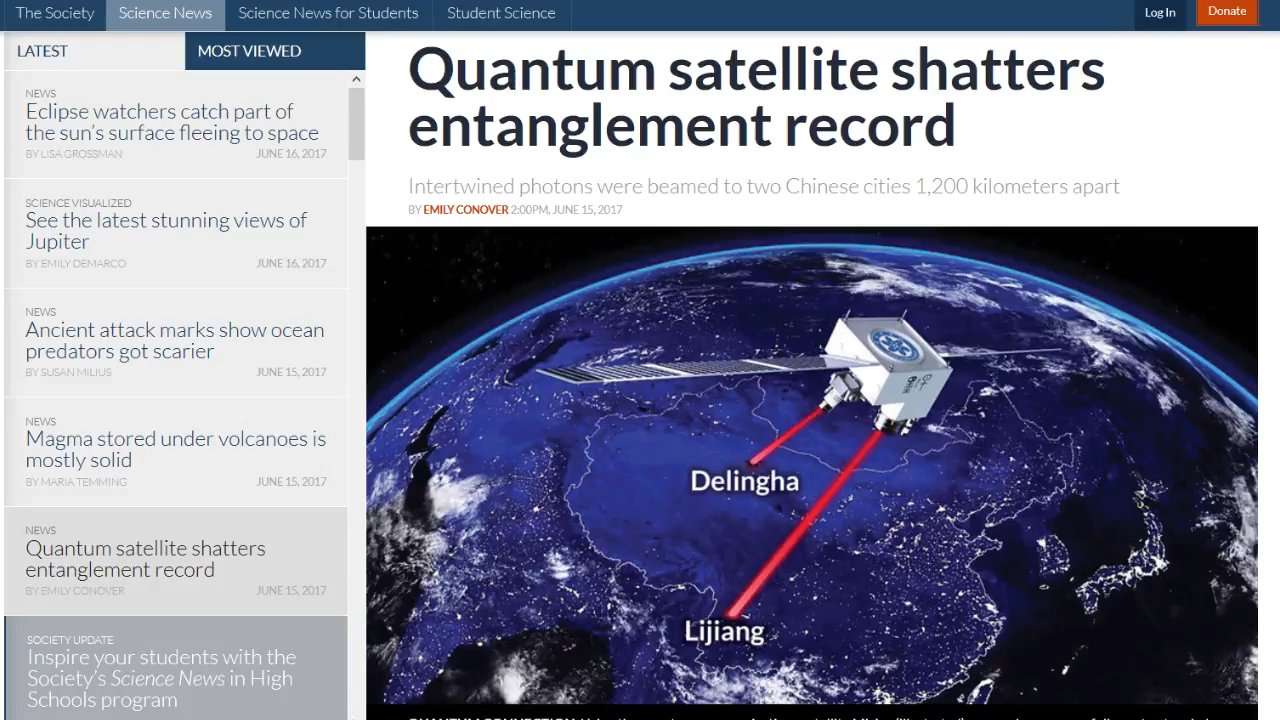 The Society
Science News
Science News for Students
Student Science
Log In
Donate
LATEST
MOST VIEWED
NEWS
Eclipse watchers catch part of
the sun's surface fleeing to space
BY LISA GROSSMAN JUNE 16, 2017
SCIENCE VISUALIZED
See the latest stunning views of
Jupiter
BY EMILY DEMARCO JUNE 16, 2017
NEWS
Ancient attack marks show ocean
predators got scarier
BY SUSAN MILIUS JUNE 15, 2017
NEWS
Magma stored under volcanoes is
mostly solid
BY MARIA TEMMING JUNE 15, 2017
NEWS
Quantum satellite shatters
entanglement record
BY EMILY CONOVER JUNE 15, 2017
SOCIETY UPDATE
Inspire your students with the
Society's Science News in High
Schools program
Quantum satellite shatters
entanglement record
Intertwined photons were beamed to two Chinese cities 1,200 kilometers apart
BY EMILY CONOVER 2:00PM, JUNE 15, 2017
Delingha
Lijiang